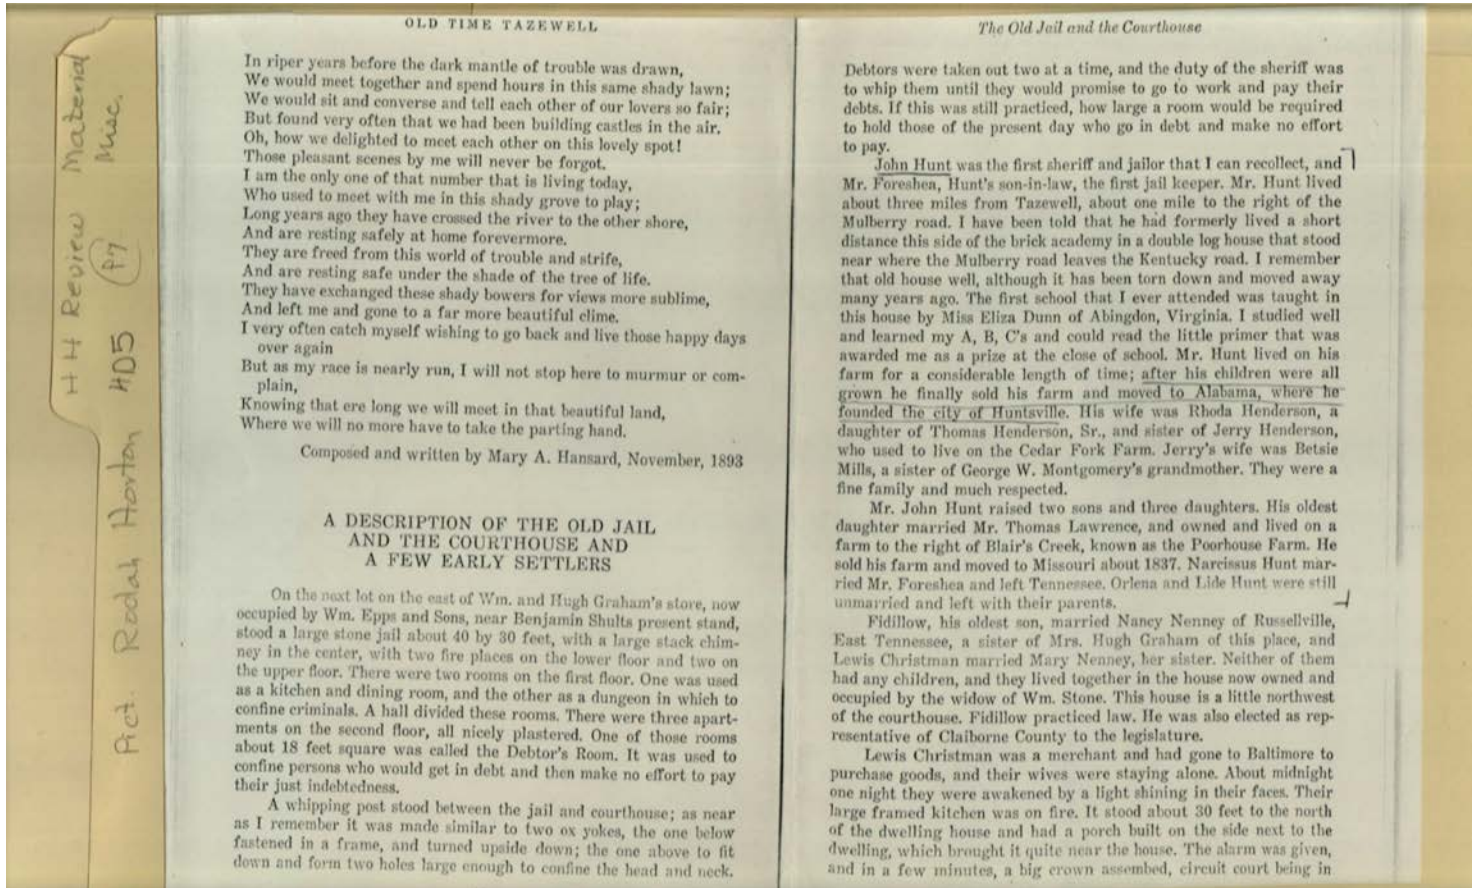 H H Review Material
Misc.
Pict. Rodah Horton HD5 P7
OLD TIME TAZEWELL
In riper years before the dark mantle of trouble was drawn,
We would meet together and spend hours in this same shady lawn;
We would sit and converse and tell each other of our lovers so fair;
But found very often that we had been building castles in the air.
Oh, how we delighted to meet each other on this lovely spot!
Those pleasant scenes by me will never be forgot.
I am the only one of that number that is living today,
Who used to meet with me in this shady grove to play;
Long years ago they have crossed the river to the other shore,
And are resting safely at home forevermore.
They are freed from this world of trouble and strife,
And are resting safe under the shade of the tree of life.
They have exchanged these shady bowers for views more sublime,
And left me and gone to a far more beautiful clime.
I very often catch myself wishing to go back and live those happy days
over again
But as my race is nearly run, I will not stop here to murmur or com-
plain,
Knowing that ere long we will meet in that beautiful land,
Where we will no more have to take the parting hand.
Composed and written by Mary A. Hansard, November, 1893
A DESCRIPTION OF THE OLD JAIL
AND THE COURTHOUSE AND
A FEW EARLY SETTLERS
On the next lot on the east of Wm. and Hugh Graham's store, now
occupied by Wm. Epps and Sons, near Benjamin Shults present stand,
stood a large stone jail about 40 by 30 feet, with a large stack chim-
ney in the center, with two fire places on the lower floor and two on
the upper floor. There were two rooms on the first floor. One was used
as a kitchen and dining room, and the other as a dungeon in which to
confine criminals. A hall divided these rooms. There were three apart-
ments on the second floor, all nicely plastered. One of those rooms
about 18 feet square was called the Debtor's Room. It was used to
confine persons who would get in debt and then make no effort to pay
their just indebtedness.
A whipping post stood between the jail and courthouse; as near
as I remember it was made similar to two ox yokes, the one below
fastened in a frame, and turned upside down; the one above to fit
down and form two holes large enough to confine the head and neck.
The Old Jail and the Courthouse
Debtors were taken out two at a time, and the duty of the sheriff was
to whip them until they would promise to go to work and pay their
debts. If this was still practiced, how large a room would be required
to hold those of the present day who go in debt and make no effort
to pay.
John Hunt was the first sheriff and jailor that I can recollect, and
Mr. Foreshea, Hunt's son-in-law, the first jail keeper. Mr. Hunt lived
about three miles from Tazewell, about one mile to the right of the
Mulberry road. I have been told that he had formerly lived a short
distance this side of the brick academy in a double log house that stood
near where the Mulberry road leaves the Kentucky road. I remember
that old house well, although it has been torn down and moved away
many years ago. The first school that I ever attended was taught in
this house by Miss Eliza Dunn of Abingdon, Virginia. I studied well
and learned my A, B, C's and could read the little primer that was
awarded me as a prize at the close of school. Mr. Hunt lived on his
farm for a considerable length of time; after his children were all
grown he finally sold his farm and moved to Alabama, where he
founded the city of Huntsville. His wife was Rhoda Henderson, a
daughter of Thomas Henderson, Sr., and sister of Jerry Henderson,
who used to live on the Cedar Fork Farm. Jerry's wife was Betsie
Mills, a sister of George W. Montgomery's grandmother. They were a
fine family and much respected.
Mr. John Hunt raised two sons and three daughters. His oldest
daughter married Mr. Thomas Lawrence, and owned and lived on a
farm to the right of Blair's Creek, known as the Poorhouse Farm. He
sold his farm and moved to Missouri about 1837. Narcissus Hunt mar-
ried Mr. Foreshea and left Tennessee. Orlena and Lide Hunt were still
unmarried and left with their parents.
Fidillow, his oldest son, married Nancy Nenney of Russellville,
East Tennessee, a sister of Mrs. Hugh Graham of this place, and
Lewis Christman married Mary Nenney, her sister. Neither of them
had any children, and they lived together in the house now owned and
occupied by the widow of Wm. Stone. This house is a little northwest
of the courthouse. Fidillow practiced law. He was also elected as rep-
resentative of Claiborne County to the legislature.
Lewis Christman was a merchant and had gone to Baltimore to
purchase goods, and their wives were staying alone. About midnight
one night they were awakened by a light shining in their faces. Their
large framed kitchen was on fire. It stood about 30 feet to the north
of the dwelling house and had a porch built on the side next to the
dwelling, which brought it quite near the house. The alarm was given,
and in a few minutes, a big crown assembed, circuit court being in